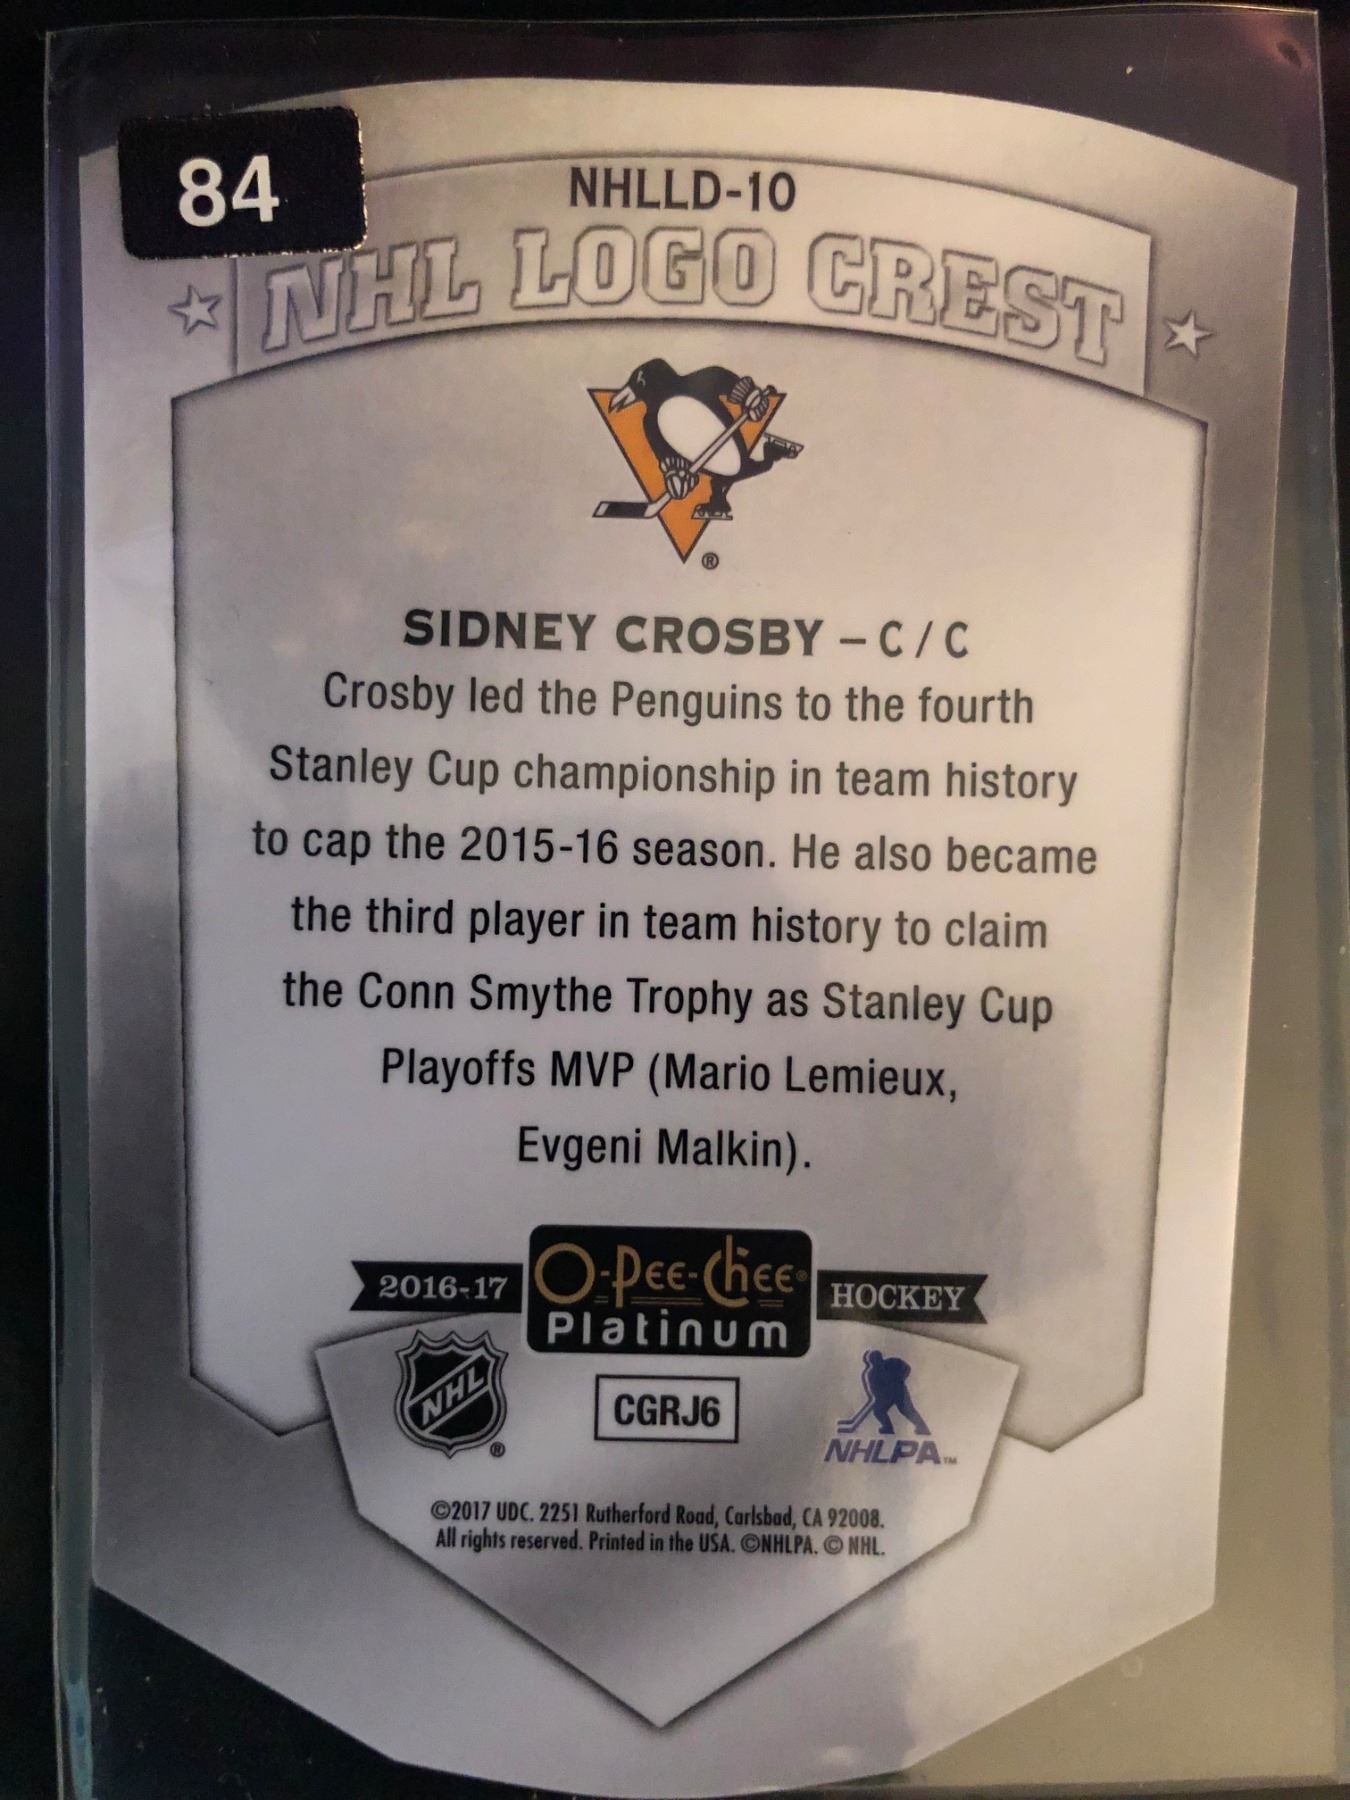 84
NHLLD-10
NHL LOGO CREST
®
SIDNEY CROSBY – C / C
Crosby led the Penguins to the fourth
Stanley Cup championship in team history
to cap the 2015-16 season. He also became
the third player in team history to claim
the Conn Smythe Trophy as Stanley Cup
Playoffs MVP (Mario Lemieux,
Evgeni Malkin).
2016-17 O-Pee-Chee® HOCKEY
Platinum
NHL ®
CGRJ6
NHLPA™
©2017 UDC. 2251 Rutherford Road, Carlsbad, CA 92008.
All rights reserved. Printed in the USA. ©NHLPA. © NHL.